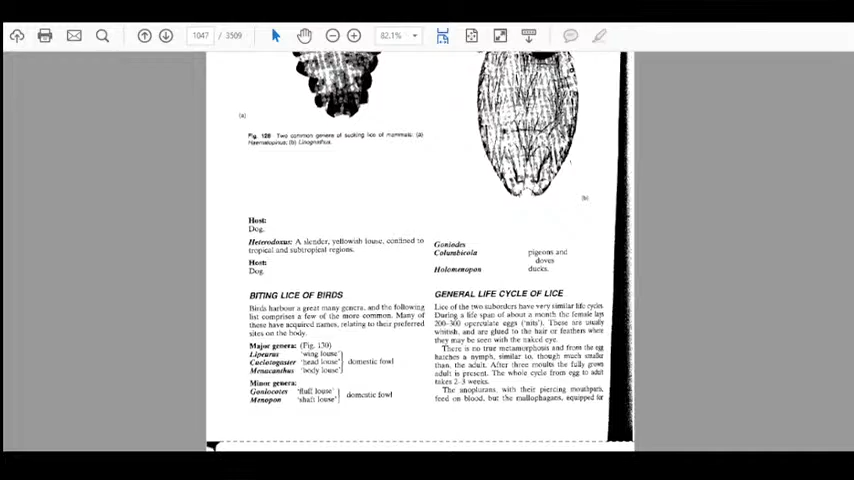 1047 / 3509
82.1%
(a)
Fig. 128 Two common genera of sucking lice of mammals: (a)
Haematopinus; (b) Linognathus.
(b)
Host:
Dog.
Heterodoxus: A slender, yellowish louse, confined to
tropical and subtropical regions.
Host:
Dog.
BITING LICE OF BIRDS
Birds harbour a great many genera, and the following
list comprises a few of the more common. Many of
these have acquired names, relating to their preferred
sites on the body.
Major genera: (Fig. 130)
Lipeurus 'wing louse'
Cuclotogaster 'head louse' domestic fowl
Menacanthus 'body louse'
Minor genera:
Goniocotes 'fluff louse'
Menopon 'shaft louse' domestic fowl
Goniodes
Columbicola pigeons and
doves
Holomenopon ducks.
GENERAL LIFE CYCLE OF LICE
Lice of the two suborders have very similar life cycles.
During a life span of about a month the female lays
200–300 operculate eggs ('nits'). These are usually
whitish, and are glued to the hair or feathers where
they may be seen with the naked eye.
There is no true metamorphosis and from the egg
hatches a nymph, similar to, though much smaller
than, the adult. After three moults the fully grown
adult is present. The whole cycle from egg to adult
takes 2–3 weeks.
The anoplurans, with their piercing mouthparts,
feed on blood, but the mallophagans, equipped for